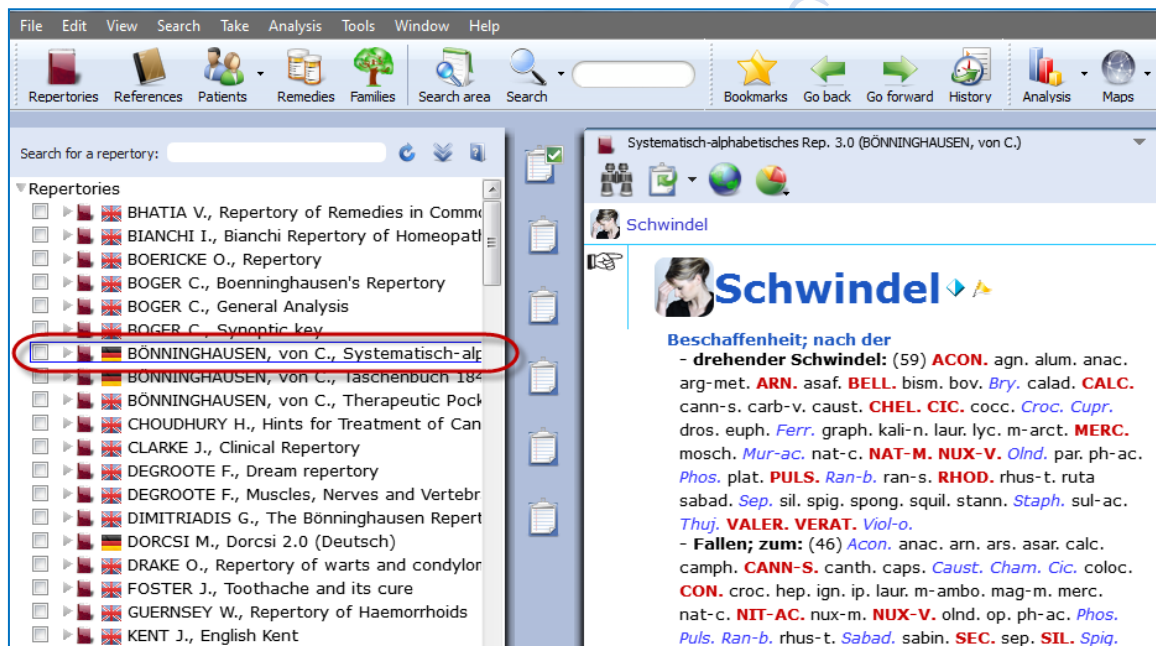 File Edit View Search Take Analysis Tools Window Help
Repertories References Patients Remedies Families Search area Search Bookmarks Go back Go forward History Analysis Maps
Search for a repertory:
Repertories
BHATIA V., Repertory of Remedies in Commo
BIANCHI I., Bianchi Repertory of Homeopath
BOERICKE O., Repertory
BOGER C., Boenninghausen's Repertory
BOGER C., General Analysis
BOGER C., Synoptic key
BÖNNINGHAUSEN, von C., Systematisch-alp
BÖNNINGHAUSEN, von C., Taschenbuch 184
BÖNNINGHAUSEN, von C., Therapeutic Pock
CHOUDHURY H., Hints for Treatment of Can
CLARKE J., Clinical Repertory
DEGROOTE F., Dream repertory
DEGROOTE F., Muscles, Nerves and Vertebr
DIMITRIADIS G., The Bönninghausen Repert
DORCSI M., Dorcsi 2.0 (Deutsch)
DRAKE O., Repertory of warts and condylor
FOSTER J., Toothache and its cure
GUERNSEY W., Repertory of Haemorrhoids
KENT J., English Kent
Systematisch-alphabetisches Rep. 3.0 (BÖNNINGHAUSEN, von C.)
Schwindel
Schwindel
Beschaffenheit; nach der
- drehender Schwindel: (59) ACON. agn. alum. anac.
arg-met. ARN. asaf. BELL. bism. bov. Bry. calad. CALC.
cann-s. carb-v. caust. CHEL. CIC. cocc. Croc. Cupr.
dros. euph. Ferr. graph. kali-n. laur. lyc. m-arct. MERC.
mosch. Mur-ac. nat-c. NAT-M. NUX-V. Olnd. par. ph-ac.
Phos. plat. PULS. Ran-b. ran-s. RHOD. rhus-t. ruta
sabad. Sep. sil. spig. spong. squil. stann. Staph. sul-ac.
Thuj. VALER. VERAT. Viol-o.
- Fallen; zum: (46) Acon. anac. arn. ars. asar. calc.
camph. CANN-S. canth. caps. Caust. Cham. Cic. coloc.
CON. croc. hep. ign. ip. laur. m-ambo. mag-m. merc.
nat-c. NIT-AC. nux-m. NUX-V. olnd. op. ph-ac. Phos.
Puls. Ran-b. rhus-t. Sabad. sabin. SEC. sep. SIL. Spig.